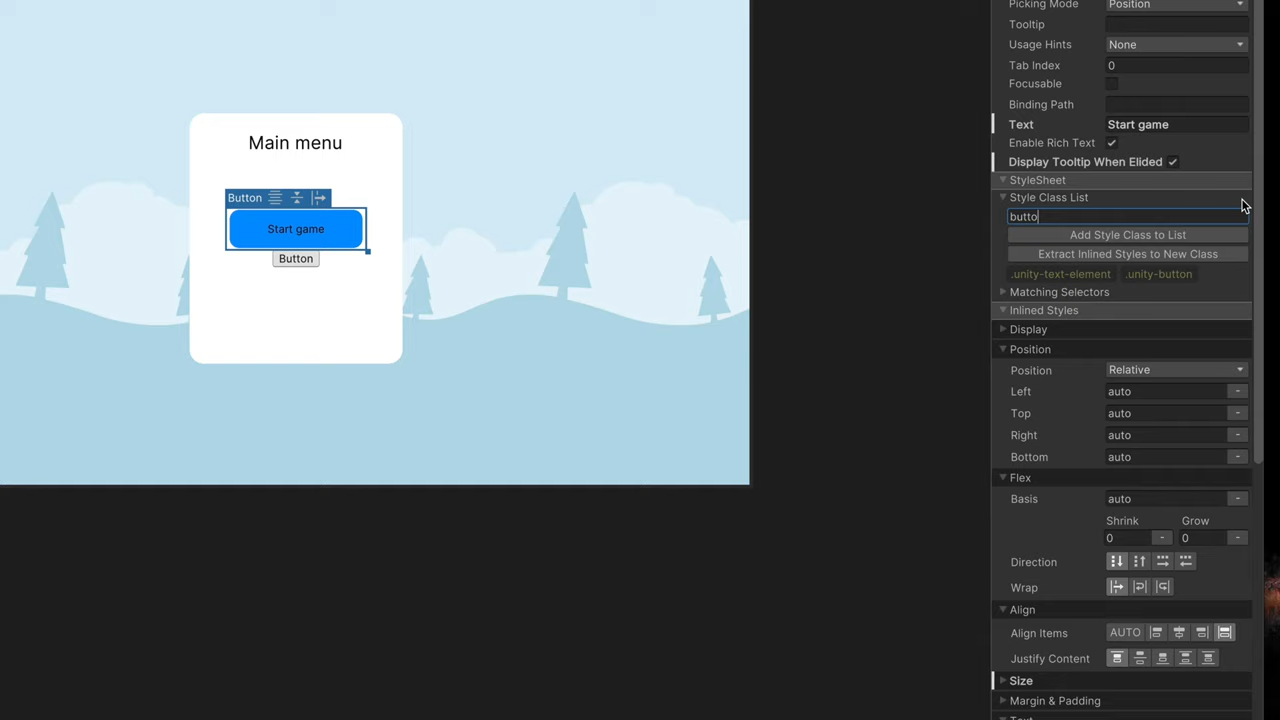 Main menu
Button
Start game
Button
Picking Mode Position
Tooltip
Usage Hints None
Tab Index 0
Focusable
Binding Path
Text Start game
Enable Rich Text
Display Tooltip When Elided
StyleSheet
Style Class List
butto
Add Style Class to List
Extract Inlined Styles to New Class
.unity-text-element .unity-button
Matching Selectors
Inlined Styles
Display
Position
Position Relative
Left auto -
Top auto -
Right auto -
Bottom auto -
Flex
Basis auto -
Shrink Grow
0 - 0 -
Direction
Wrap
Align
Align Items AUTO
Justify Content
Size
Margin & Padding